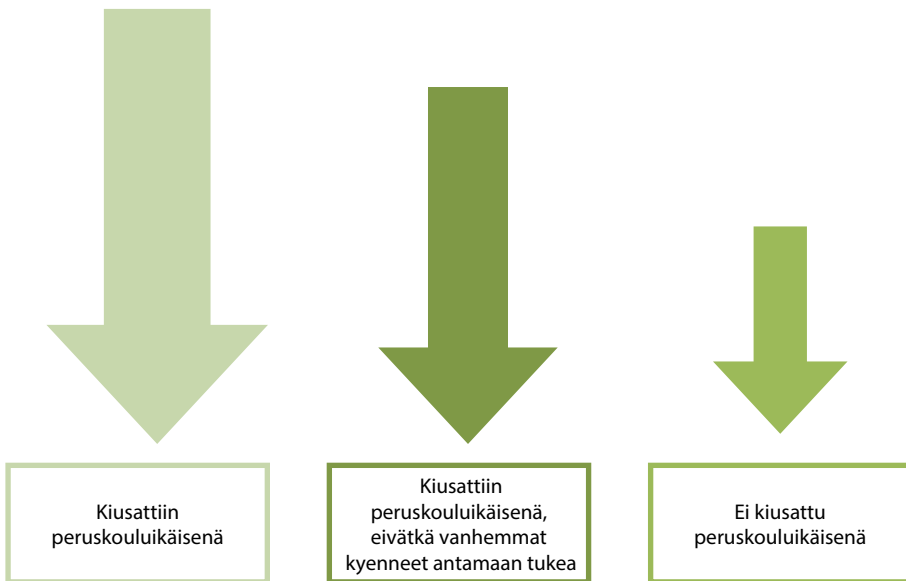 Kiusattiin
peruskouluikäisenä
Kiusattiin
peruskouluikäisenä,
eivätkä vanhemmat
kyenneet antamaan tukea
Ei kiusattu
peruskouluikäisenä